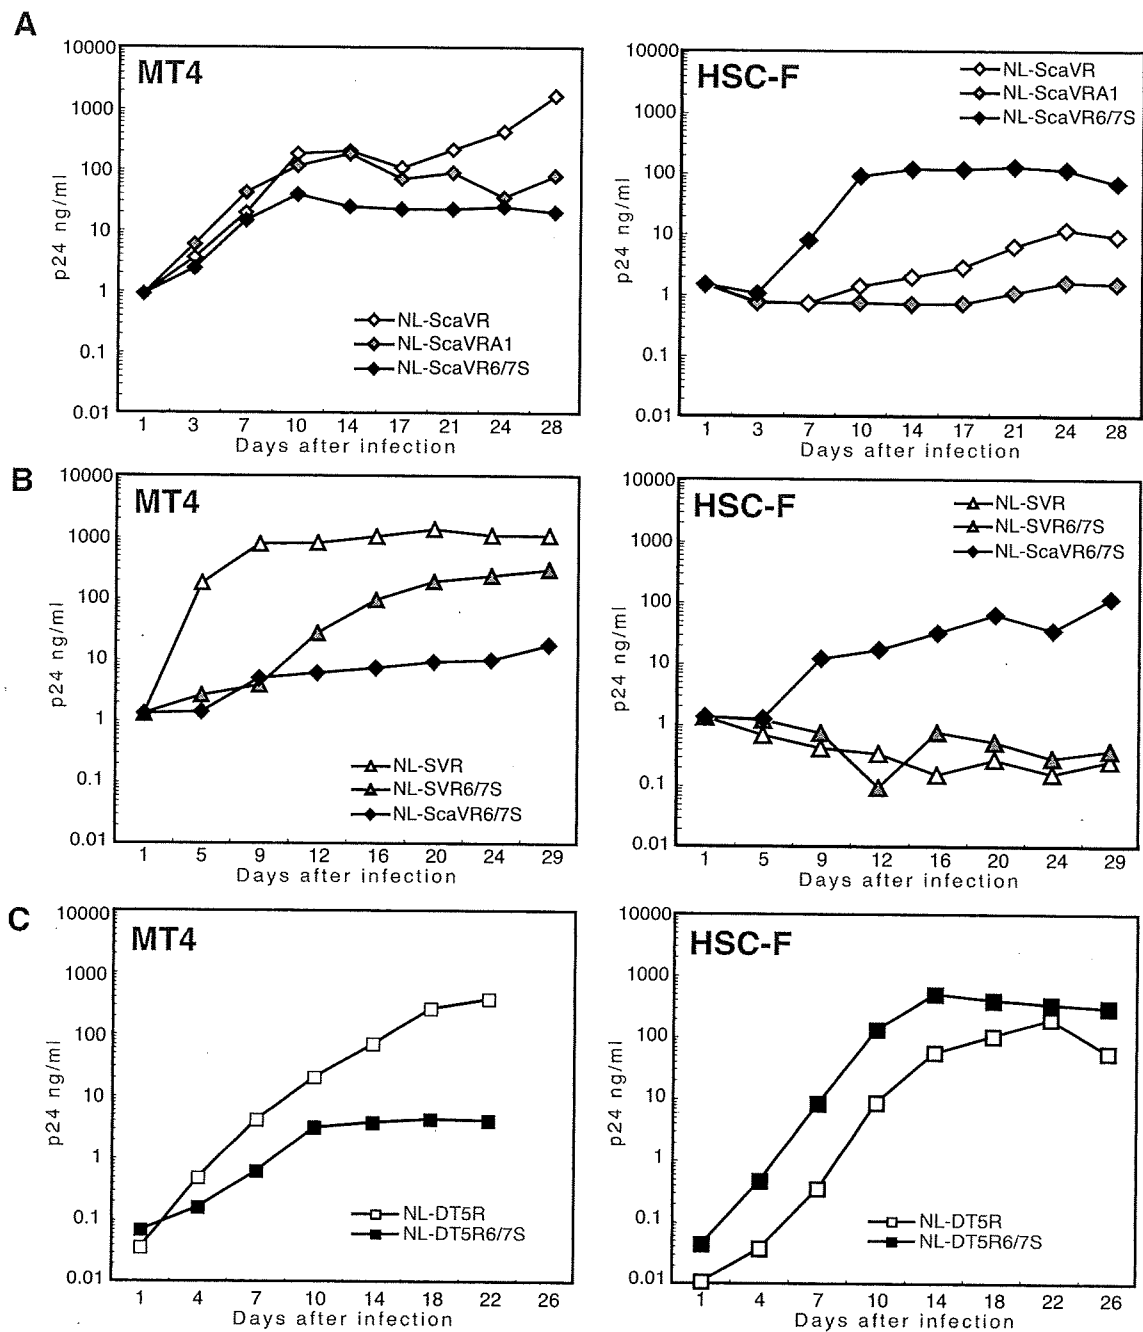 A
MT4
10000
1000
100
10
1
0.1
0.01
p24 ng/ml
NL-ScaVR
NL-ScaVRA1
NL-ScaVR6/7S
1 3 7 10 14 17 21 24 28
Days after infection
HSC-F
10000
1000
100
10
1
0.1
0.01
p24 ng/ml
NL-ScaVR
NL-ScaVRA1
NL-ScaVR6/7S
1 3 7 10 14 17 21 24 28
Days after infection
B
MT4
10000
1000
100
10
1
0.1
0.01
p24 ng/ml
NL-SVR
NL-SVR6/7S
NL-ScaVR6/7S
1 5 9 12 16 20 24 29
Days after infection
HSC-F
10000
1000
100
10
1
0.1
0.01
p24 ng/ml
NL-SVR
NL-SVR6/7S
NL-ScaVR6/7S
1 5 9 12 16 20 24 29
Days after infection
C
MT4
10000
1000
100
10
1
0.1
0.01
p24 ng/ml
NL-DT5R
NL-DT5R6/7S
1 4 7 10 14 18 22 26
Days after infection
HSC-F
10000
1000
100
10
1
0.1
0.01
p24 ng/ml
NL-DT5R
NL-DT5R6/7S
1 4 7 10 14 18 22 26
Days after infection